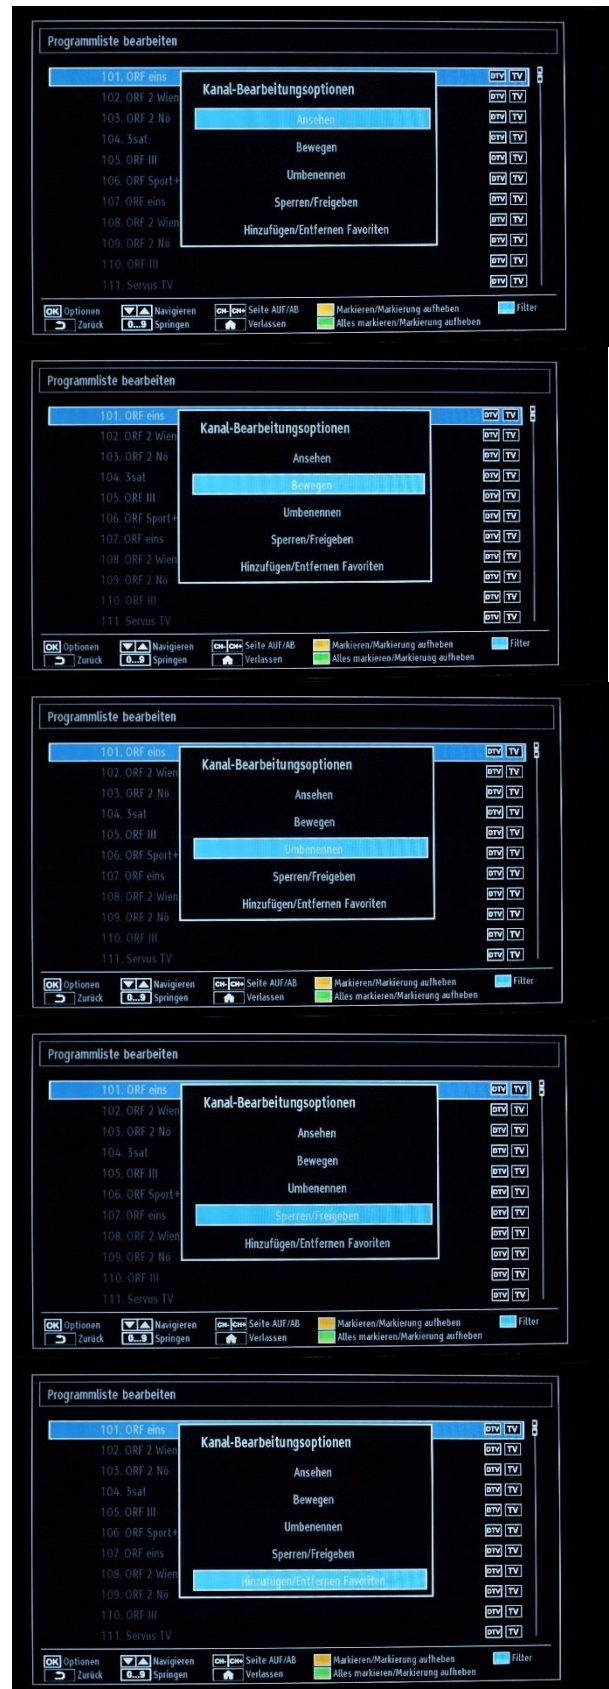 Programmliste bearbeiten
101. ORF eins DTV TV
Kanal-Bearbeitungsoptionen
102. ORF 2 Wien DTV TV
103. ORF 2 Nö Ansehen DTV TV
104. 3sat DTV TV
Bewegen
105. ORF III DTV TV
106. ORF Sport+ Umbenennen DTV TV
107. ORF eins Sperren/Freigeben DTV TV
108. ORF 2 Wien DTV TV
Hinzufügen/Entfernen Favoriten
109. ORF 2 Nö DTV TV
110. ORF III DTV TV
111. Servus TV DTV TV
OK Optionen Navigieren CH- CH+ Seite AUF/AB Markieren/Markierung aufheben Filter
Zurück 0...9 Springen Verlassen Alles markieren/Markierung aufheben
Programmliste bearbeiten
101. ORF eins DTV TV
Kanal-Bearbeitungsoptionen
102. ORF 2 Wien DTV TV
103. ORF 2 Nö Ansehen DTV TV
104. 3sat DTV TV
Bewegen
105. ORF III DTV TV
106. ORF Sport+ Umbenennen DTV TV
107. ORF eins Sperren/Freigeben DTV TV
108. ORF 2 Wien DTV TV
Hinzufügen/Entfernen Favoriten
109. ORF 2 Nö DTV TV
110. ORF III DTV TV
111. Servus TV DTV TV
OK Optionen Navigieren CH- CH+ Seite AUF/AB Markieren/Markierung aufheben Filter
Zurück 0...9 Springen Verlassen Alles markieren/Markierung aufheben
Programmliste bearbeiten
101. ORF eins DTV TV
Kanal-Bearbeitungsoptionen
102. ORF 2 Wien DTV TV
103. ORF 2 Nö Ansehen DTV TV
104. 3sat DTV TV
Bewegen
105. ORF III DTV TV
106. ORF Sport+ Umbenennen DTV TV
107. ORF eins Sperren/Freigeben DTV TV
108. ORF 2 Wien DTV TV
Hinzufügen/Entfernen Favoriten
109. ORF 2 Nö DTV TV
110. ORF III DTV TV
111. Servus TV DTV TV
OK Optionen Navigieren CH- CH+ Seite AUF/AB Markieren/Markierung aufheben Filter
Zurück 0...9 Springen Verlassen Alles markieren/Markierung aufheben
Programmliste bearbeiten
101. ORF eins DTV TV
Kanal-Bearbeitungsoptionen
102. ORF 2 Wien DTV TV
103. ORF 2 Nö Ansehen DTV TV
104. 3sat DTV TV
Bewegen
105. ORF III DTV TV
106. ORF Sport+ Umbenennen DTV TV
107. ORF eins Sperren/Freigeben DTV TV
108. ORF 2 Wien DTV TV
Hinzufügen/Entfernen Favoriten
109. ORF 2 Nö DTV TV
110. ORF III DTV TV
111. Servus TV DTV TV
OK Optionen Navigieren CH- CH+ Seite AUF/AB Markieren/Markierung aufheben Filter
Zurück 0...9 Springen Verlassen Alles markieren/Markierung aufheben
Programmliste bearbeiten
101. ORF eins DTV TV
Kanal-Bearbeitungsoptionen
102. ORF 2 Wien DTV TV
103. ORF 2 Nö Ansehen DTV TV
104. 3sat DTV TV
Bewegen
105. ORF III DTV TV
106. ORF Sport+ Umbenennen DTV TV
107. ORF eins Sperren/Freigeben DTV TV
108. ORF 2 Wien DTV TV
Hinzufügen/Entfernen Favoriten
109. ORF 2 Nö DTV TV
110. ORF III DTV TV
111. Servus TV DTV TV
OK Optionen Navigieren CH- CH+ Seite AUF/AB Markieren/Markierung aufheben Filter
Zurück 0...9 Springen Verlassen Alles markieren/Markierung aufheben